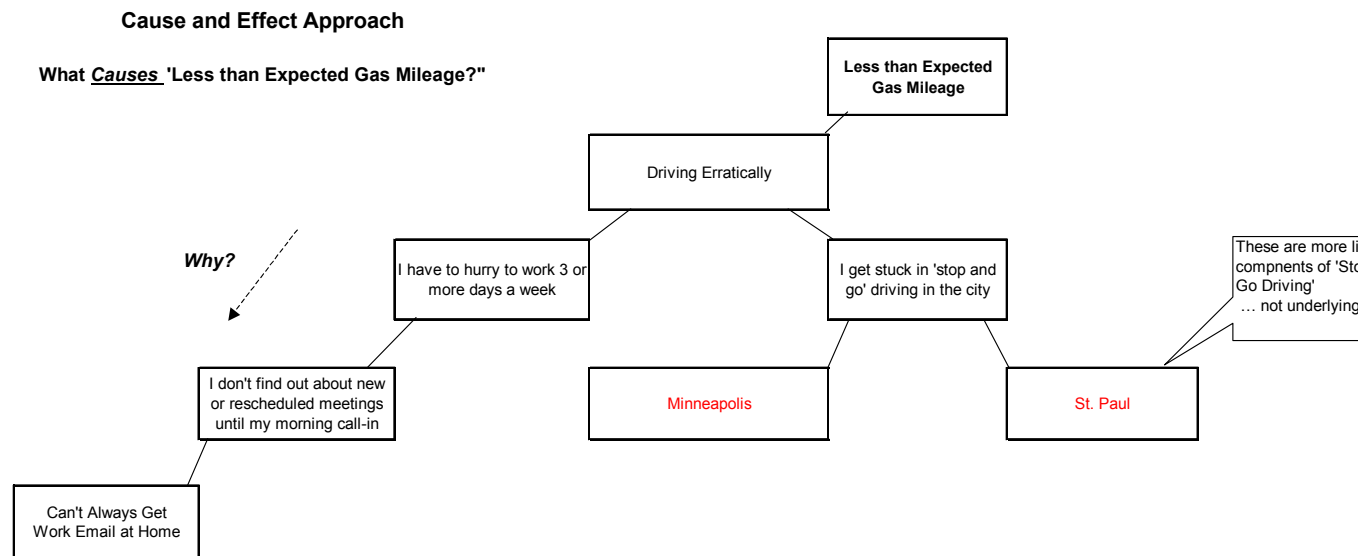 Cause and Effect Approach
What Causes 'Less than Expected Gas Mileage?"
Less than Expected
Gas Mileage
Driving Erratically
Why?
I have to hurry to work 3 or
more days a week
I get stuck in 'stop and
go' driving in the city
These are more
compnents of
Go Driving'
… not underlying
I don't find out about new
or rescheduled meetings
until my morning call-in
Minneapolis
St. Paul
Can't Always Get
Work Email at Home